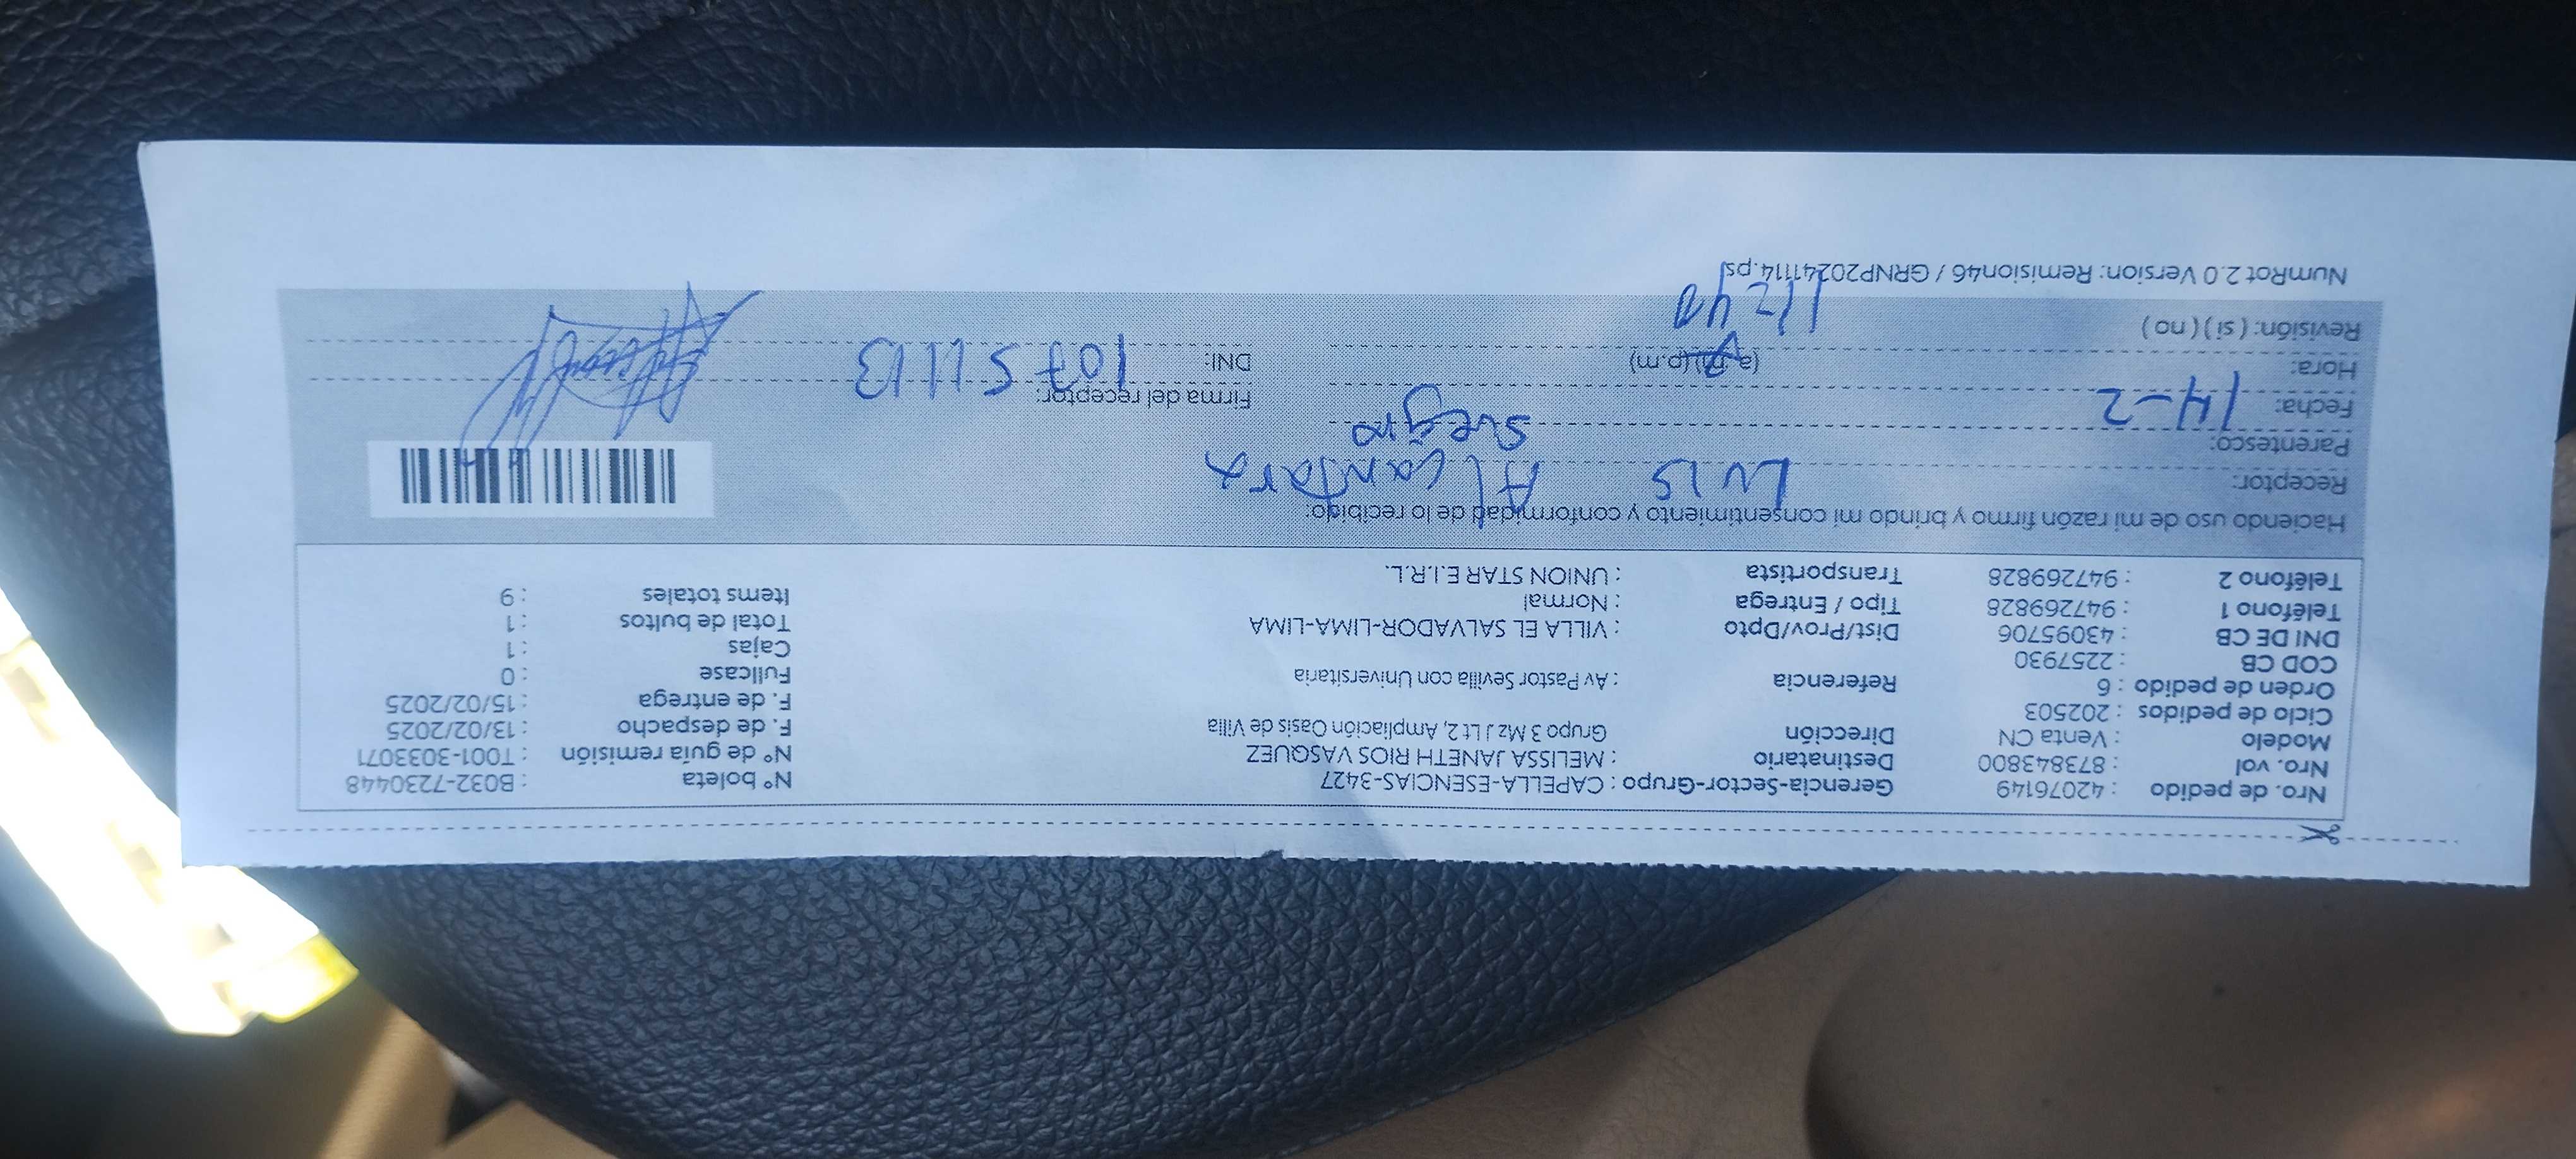 Nro. de pedido : 42076149 Gerencia-Sector-Grupo : CAPELLA-ESENCIAS-3427 N° boleta : B032-7230448
Nro. vol : 873843800 Destinatario : MELISSA JANETH RIOS VASQUEZ N° de guía remisión : T001-3033071
Modelo : Venta CN Dirección Grupo 3 Mz J Lt 2, Ampliación Oasis de Villa F. de despacho : 13/02/2025
Ciclo de pedidos : 202503 F. de entrega : 15/02/2025
Orden de pedido : 6 Referencia : Av Pastor Sevilla con Universitaria Fullcase : 0
COD CB : 2257930 Cajas : 1
DNI DE CB : 43095706 Dist/Prov/Dpto : VILLA EL SALVADOR-LIMA-LIMA Total de bultos : 1
Teléfono 1 : 947269828 Tipo / Entrega : Normal Items totales : 9
Teléfono 2 : 947269828 Transportista : UNION STAR E.I.R.L.
Haciendo uso de mi razón firmo y brindo mi consentimiento y conformidad de lo recibido:
Receptor: Luis Alcantara
Parentesco: Suegro
Fecha: 14-2 Firma del receptor:
Hora: (a.m) (p.m) DNI: 10751113
Revisión: ( si ) ( no )
NumRot 2.0 Version: Remision46 / GRNP20241114.ps